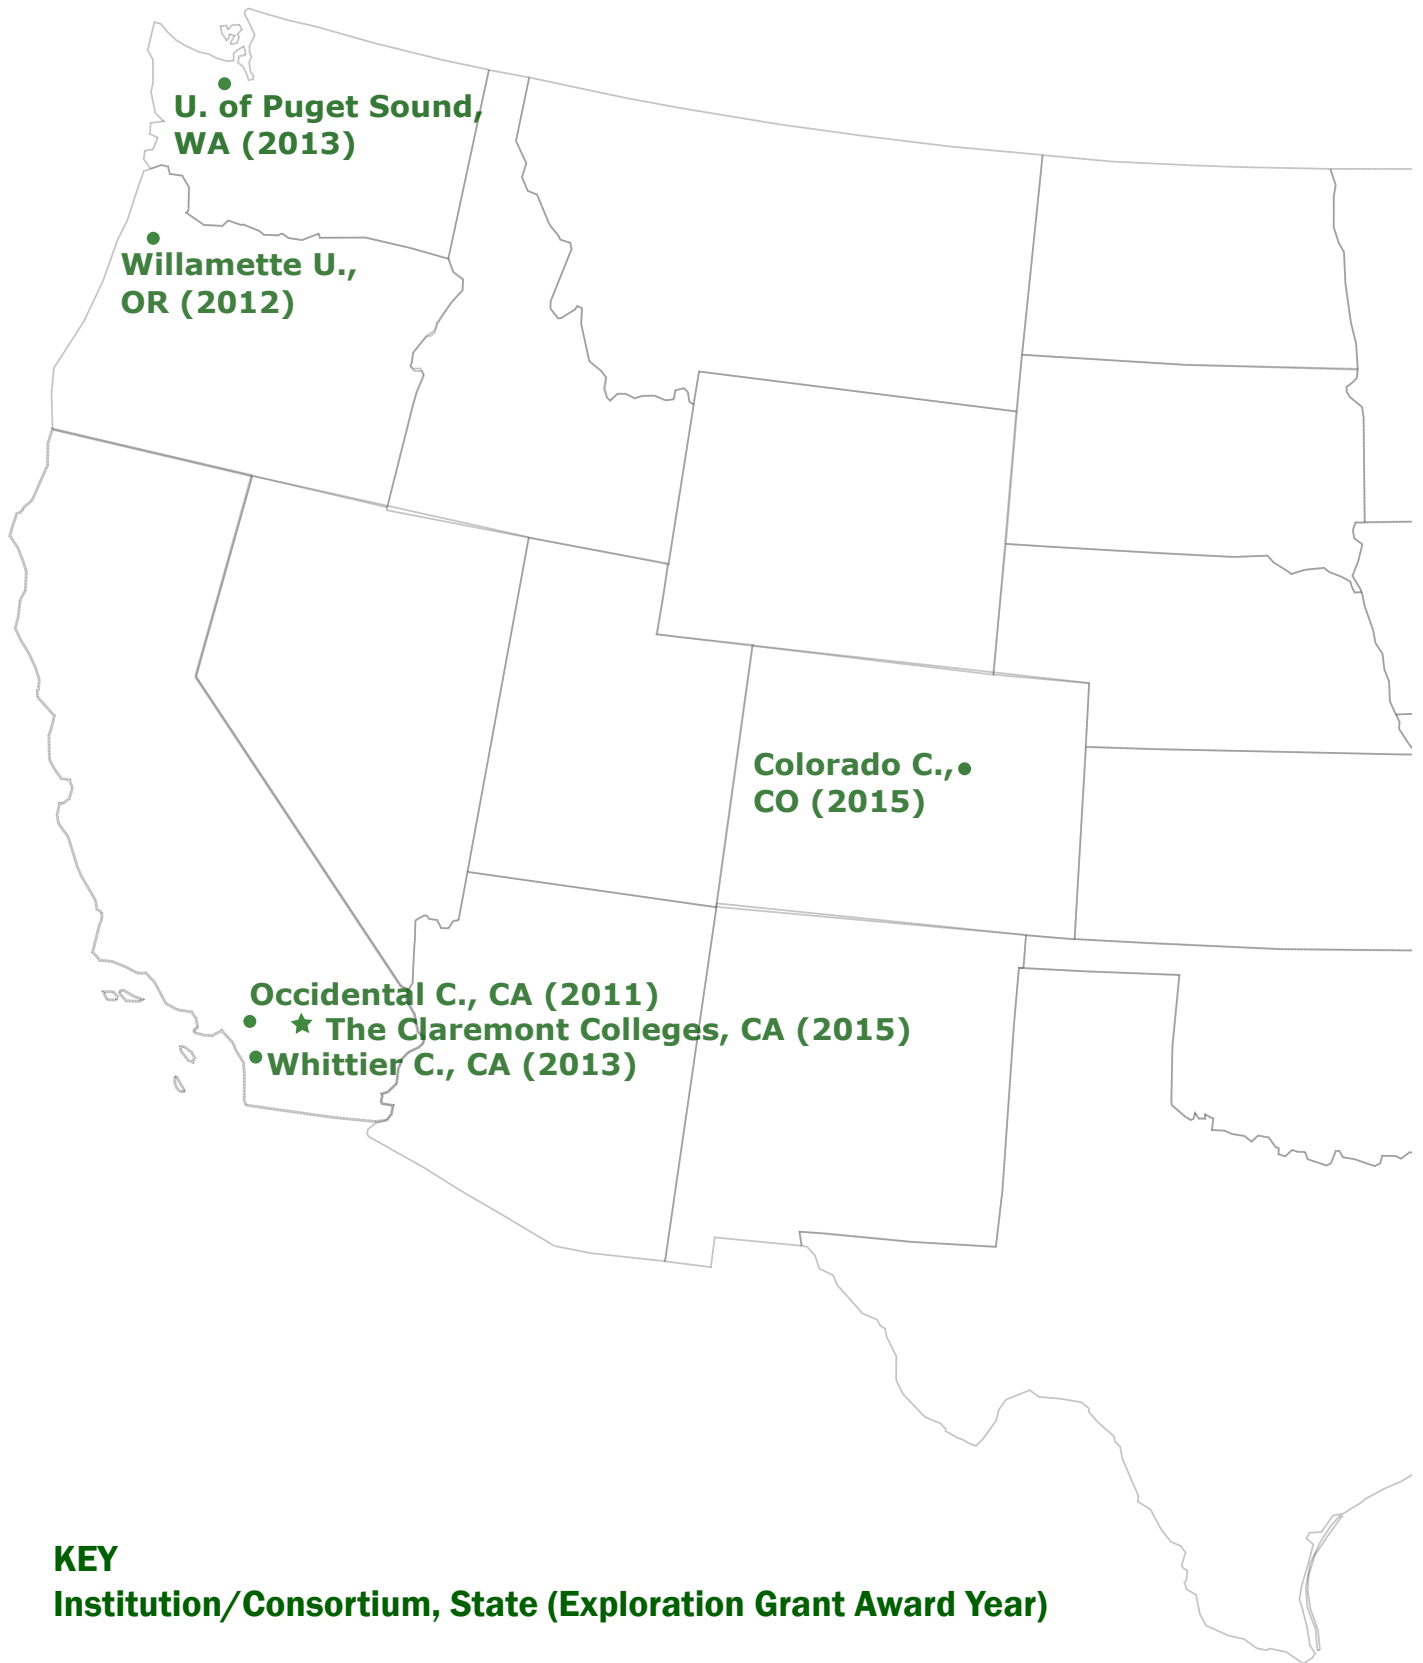 U. of Puget Sound,
WA (2013)
Willamette U.,
OR (2012)
Colorado C.,
CO (2015)
Occidental C., CA (2011)
The Claremont Colleges, CA (2015)
Whittier C., CA (2013)
KEY
Institution/Consortium, State (Exploration Grant Award Year)